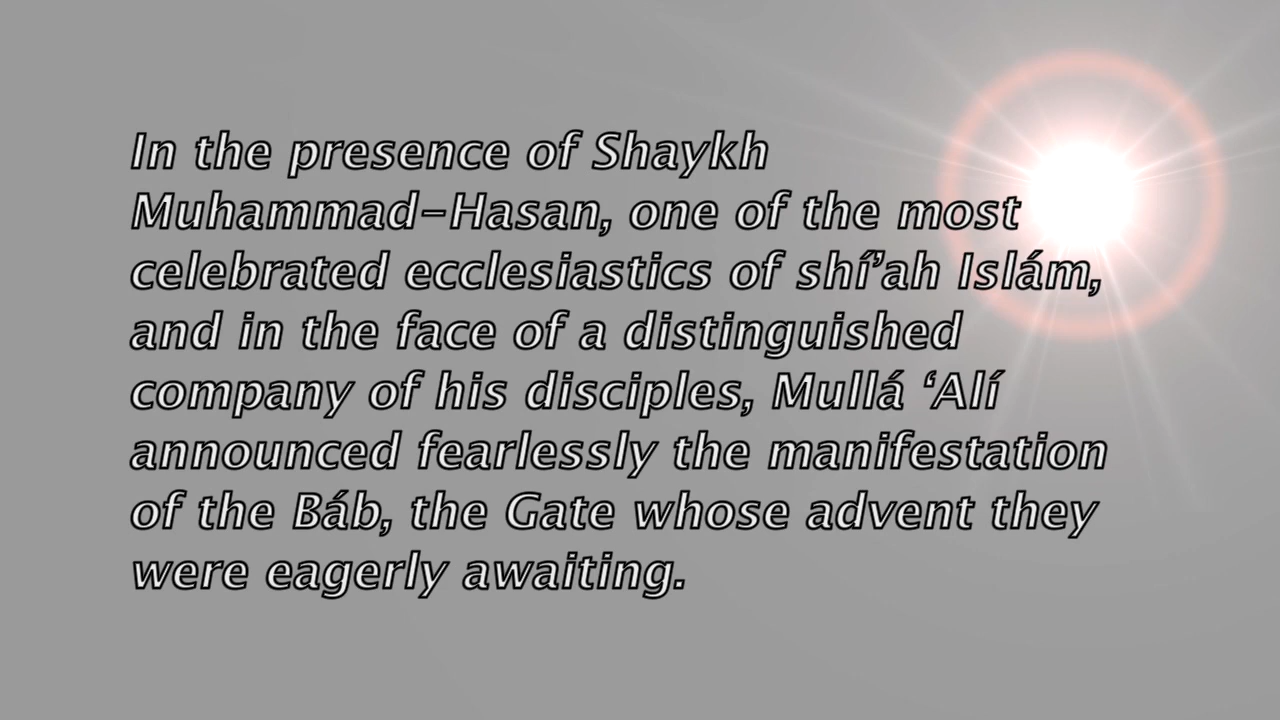 In the presence of Shaykh
Muhammad-Hasan, one of the most
celebrated ecclesiastics of shí’ah Islám,
and in the face of a distinguished
company of his disciples, Mullá ‘Alí
announced fearlessly the manifestation
of the Báb, the Gate whose advent they
were eagerly awaiting.